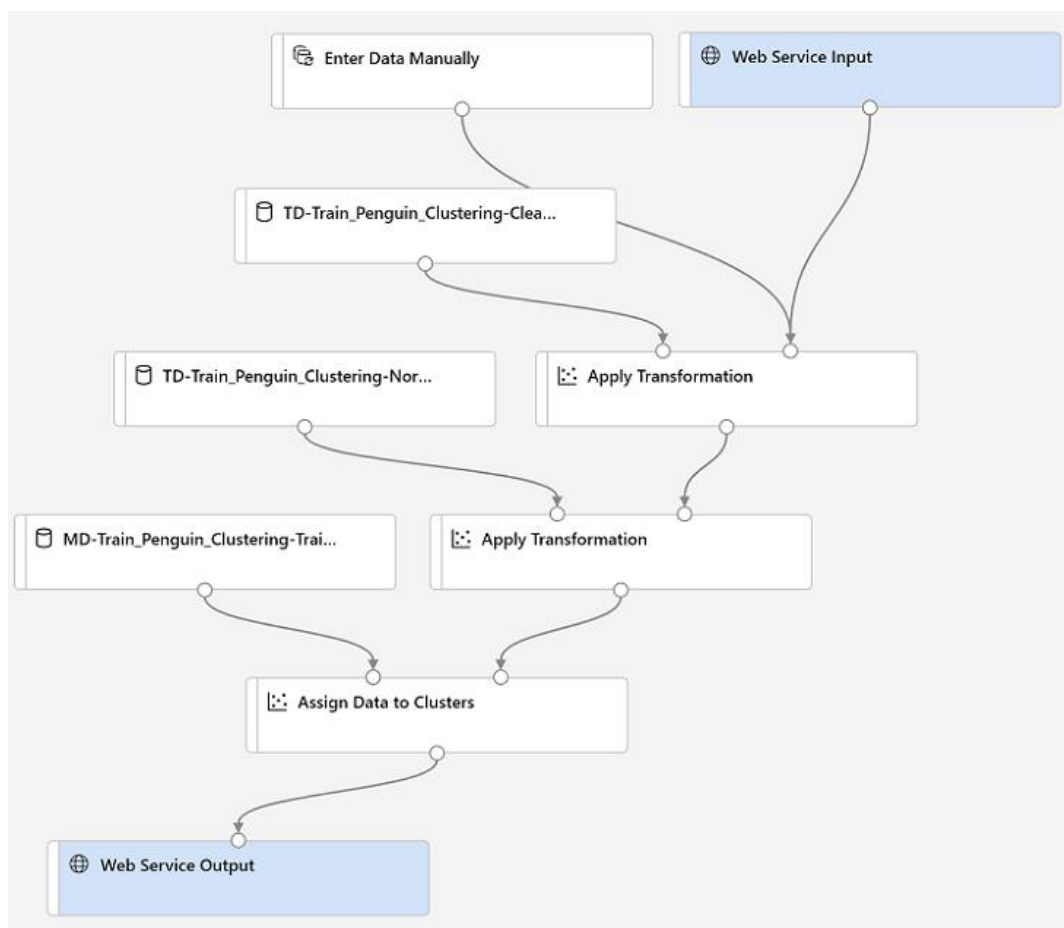 Enter Data Manually
Web Service Input
TD-Train_Penguin_Clustering-Clea...
TD-Train_Penguin_Clustering-Nor...
Apply Transformation
MD-Train_Penguin_Clustering-Trai...
Apply Transformation
Assign Data to Clusters
Web Service Output